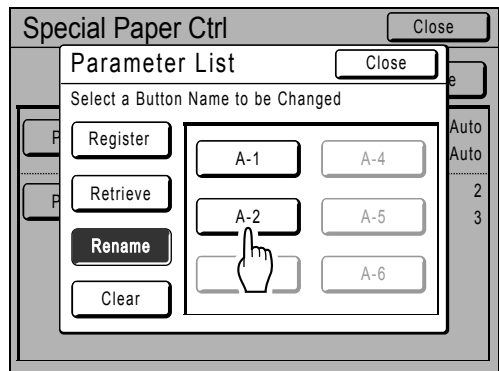 Special Paper Ctrl
Close
Parameter List
Close
e
Select a Button Name to be Changed
P
Register
A-1
A-4
Auto
Auto
P
Retrieve
A-2
A-5
2
3
Rename
A-6
Clear